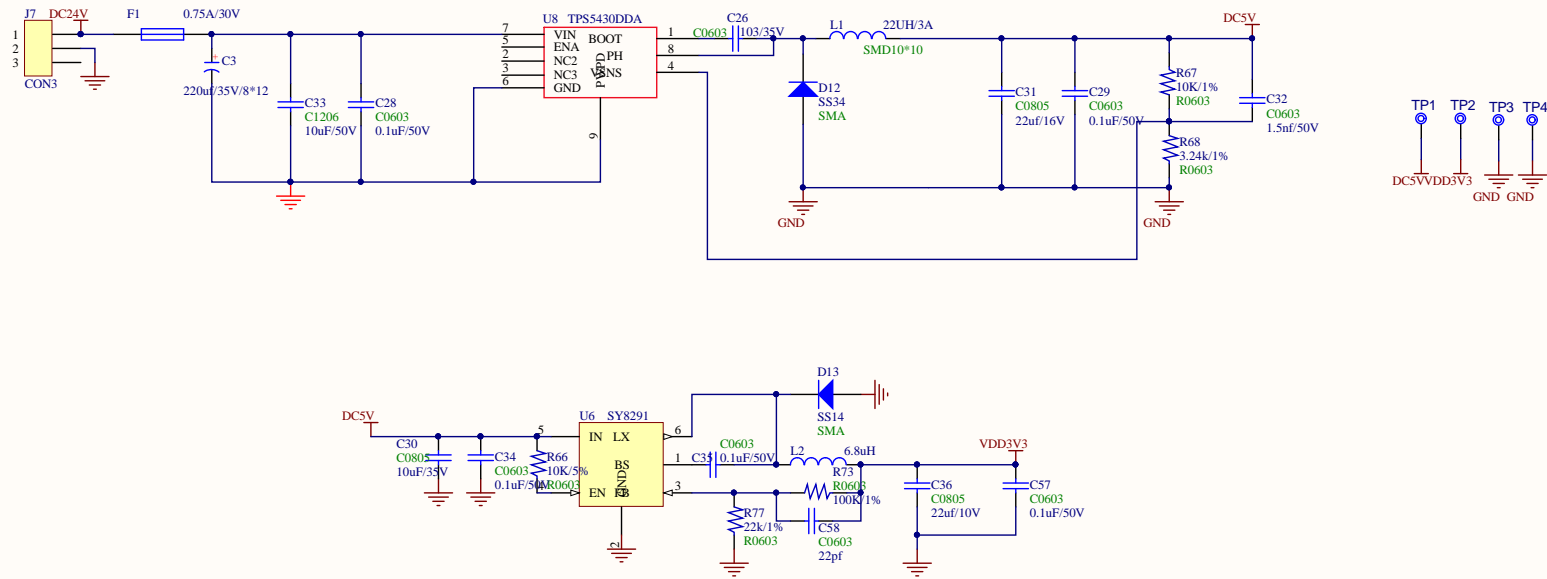 J7
DC24V
1
2
3
CON3
F1
0.75A/30V
C3
220uf/35V/8*12
C33
C1206
10uF/50V
C28
C0603
0.1uF/50V
U8 TPS5430DDA
7 VIN
5 ENA
2 NC2
3 NC3
6 GND
BOOT 1
PH 8
VSNS 4
PWPD
9
C26
C0603 103/35V
D12
SS34
SMA
GND
L1
22UH/3A
SMD10*10
C31
C0805
22uf/16V
C29
C0603
0.1uF/50V
DC5V
R67
10K/1%
R0603
R68
3.24k/1%
R0603
GND
C32
C0603
1.5nf/50V
TP1
TP2
TP3
TP4
DC5V
VDD3V3
GND
GND
DC5V
C30
C0805
10uF/35V
C34
C0603
0.1uF/50V
R66
10K/5%
R0603
U6 SY8291
5 IN
LX 6
BS 1
4 EN
FB 3
GND
2
D13
SS14
SMA
C0603
C35 0.1uF/50V
L2
6.8uH
R73
R0603
100K/1%
R77
22k/1%
R0603
C58
C0603
22pf
VDD3V3
C36
C0805
22uf/10V
C57
C0603
0.1uF/50V